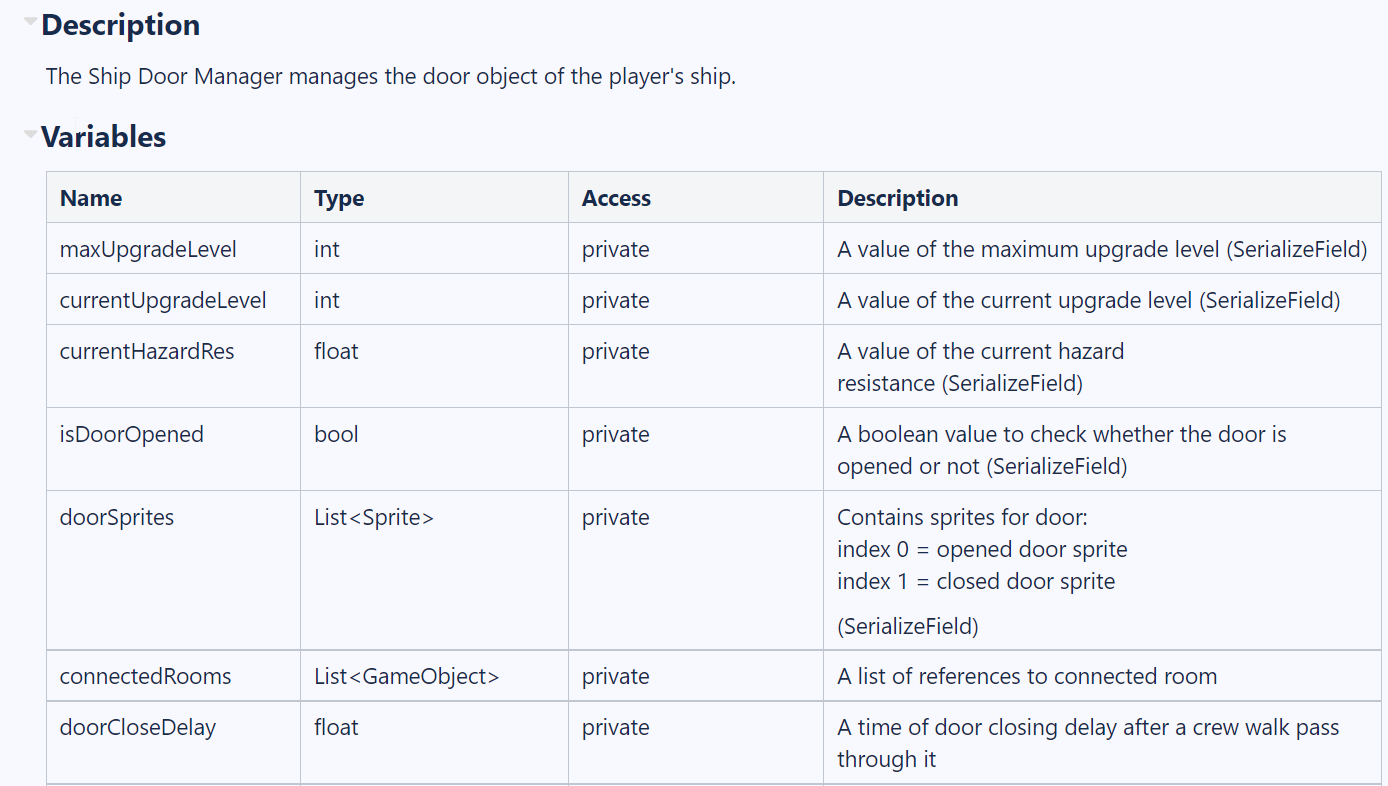 Description
The Ship Door Manager manages the door object of the player's ship.
Variables
Name Type Access Description
maxUpgradeLevel int private A value of the maximum upgrade level (SerializeField)
currentUpgradeLevel int private A value of the current upgrade level (SerializeField)
currentHazardRes float private A value of the current hazard
resistance (SerializeField)
isDoorOpened bool private A boolean value to check whether the door is
opened or not (SerializeField)
doorSprites List<Sprite> private Contains sprites for door:
index 0 = opened door sprite
index 1 = closed door sprite
(SerializeField)
connectedRooms List<GameObject> private A list of references to connected room
doorCloseDelay float private A time of door closing delay after a crew walk pass
through it